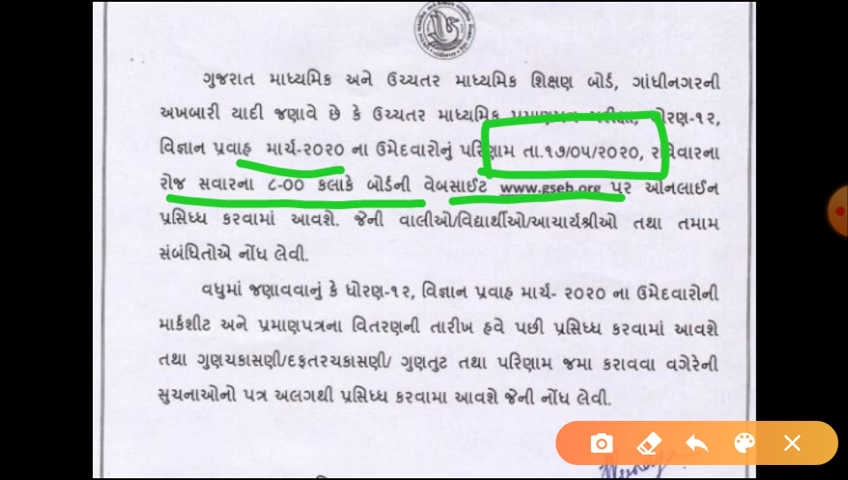 ગુજરાત માધ્યમિક અને ઉચ્ચતર માધ્યમિક શિક્ષણ બોર્ડ, ગાંધીનગરની
અખબારી યાદી જણાવે છે કે ઉચ્ચતર માધ્યમિક પ્રમાણપત્ર પરીક્ષા, ધોરણ-૧૨,
વિજ્ઞાન પ્રવાહ માર્ચ-૨૦૨૦ ના ઉમેદવારોનું પરિણામ તા.૧૭/૦૫/૨૦૨૦, રવિવારના
રોજ સવારના ૮-૦૦ કલાકે બોર્ડની વેબસાઈટ www.gseb.org પર ઓનલાઈન
પ્રસિધ્ધ કરવામાં આવશે. જેની વાલીઓ/વિદ્યાર્થીઓ/આચાર્યશ્રીઓ તથા તમામ
સંબંધિતોએ નોંધ લેવી.
વધુમાં જણાવવાનું કે ધોરણ-૧૨, વિજ્ઞાન પ્રવાહ માર્ચ- ૨૦૨૦ ના ઉમેદવારોની
માર્કશીટ અને પ્રમાણપત્રના વિતરણની તારીખ હવે પછી પ્રસિધ્ધ કરવામાં આવશે
તથા ગુણચકાસણી/દફતરચકાસણી/ ગુણતુટ તથા પરિણામ જમા કરાવવા વગેરેની
સુચનાઓનો પત્ર અલગથી પ્રસિધ્ધ કરવામા આવશે જેની નોંધ લેવી.